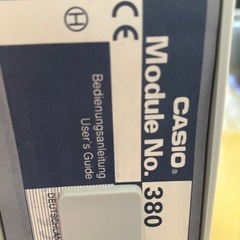 CASIO®
Module No. 380
Bedienungsanleitung
User's Guide
CE
H